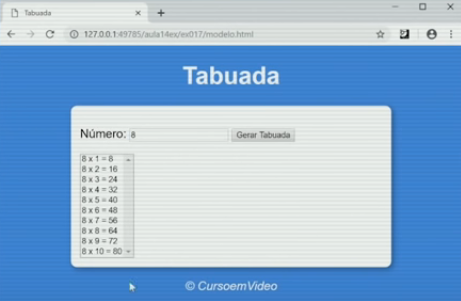 Tabuada
127.0.0.1:49785/aula14ex/ex017/modelo.html
Tabuada
Número: 8 Gerar Tabuada
8 x 1 = 8
8 x 2 = 16
8 x 3 = 24
8 x 4 = 32
8 x 5 = 40
8 x 6 = 48
8 x 7 = 56
8 x 8 = 64
8 x 9 = 72
8 x 10 = 80
© CursoemVideo